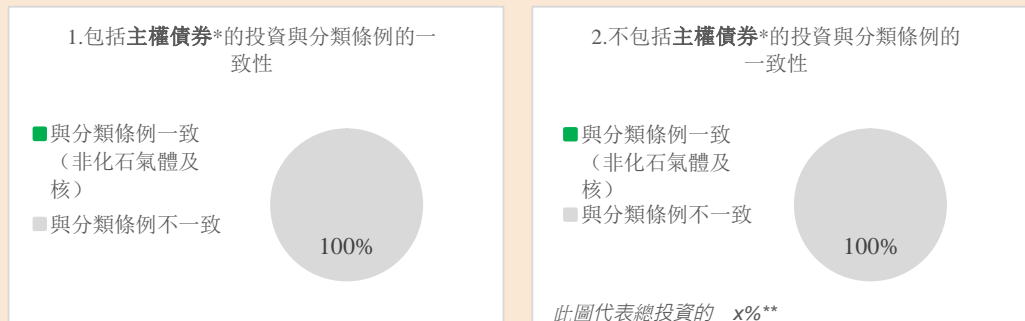 1.包括主權債券*的投資與分類條例的一
致性
與分類條例一致
（非化石氣體及
核）
與分類條例不一致
100%
2.不包括主權債券*的投資與分類條例的
一致性
與分類條例一致
（非化石氣體及
核）
與分類條例不一致
100%
此圖代表總投資的 x%**